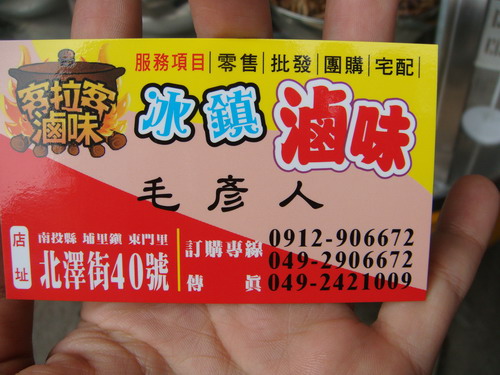 服務項目|零售|批發|團購|宅配|
客拉客
滷味
冰鎮滷味
毛彥人
店址
南投縣 埔里鎮 東門里
北澤街40號
訂購專線 0912-906672
049-2906672
傳真 049-2421009